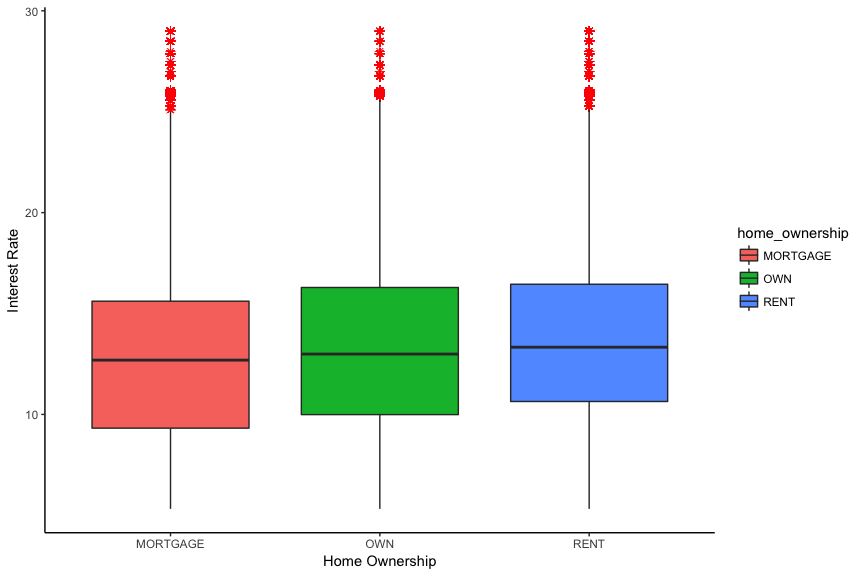 30
20
10
Interest Rate
MORTGAGE
OWN
RENT
Home Ownership
home_ownership
MORTGAGE
OWN
RENT